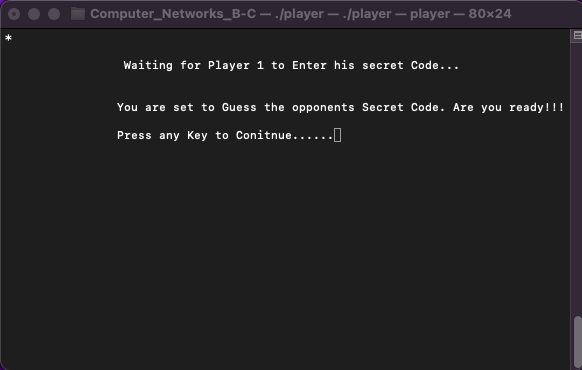 Computer_Networks_B-C — ./player — ./player — player — 80×24
*
Waiting for Player 1 to Enter his secret Code...
You are set to Guess the opponents Secret Code. Are you ready!!!
Press any Key to Conitnue......